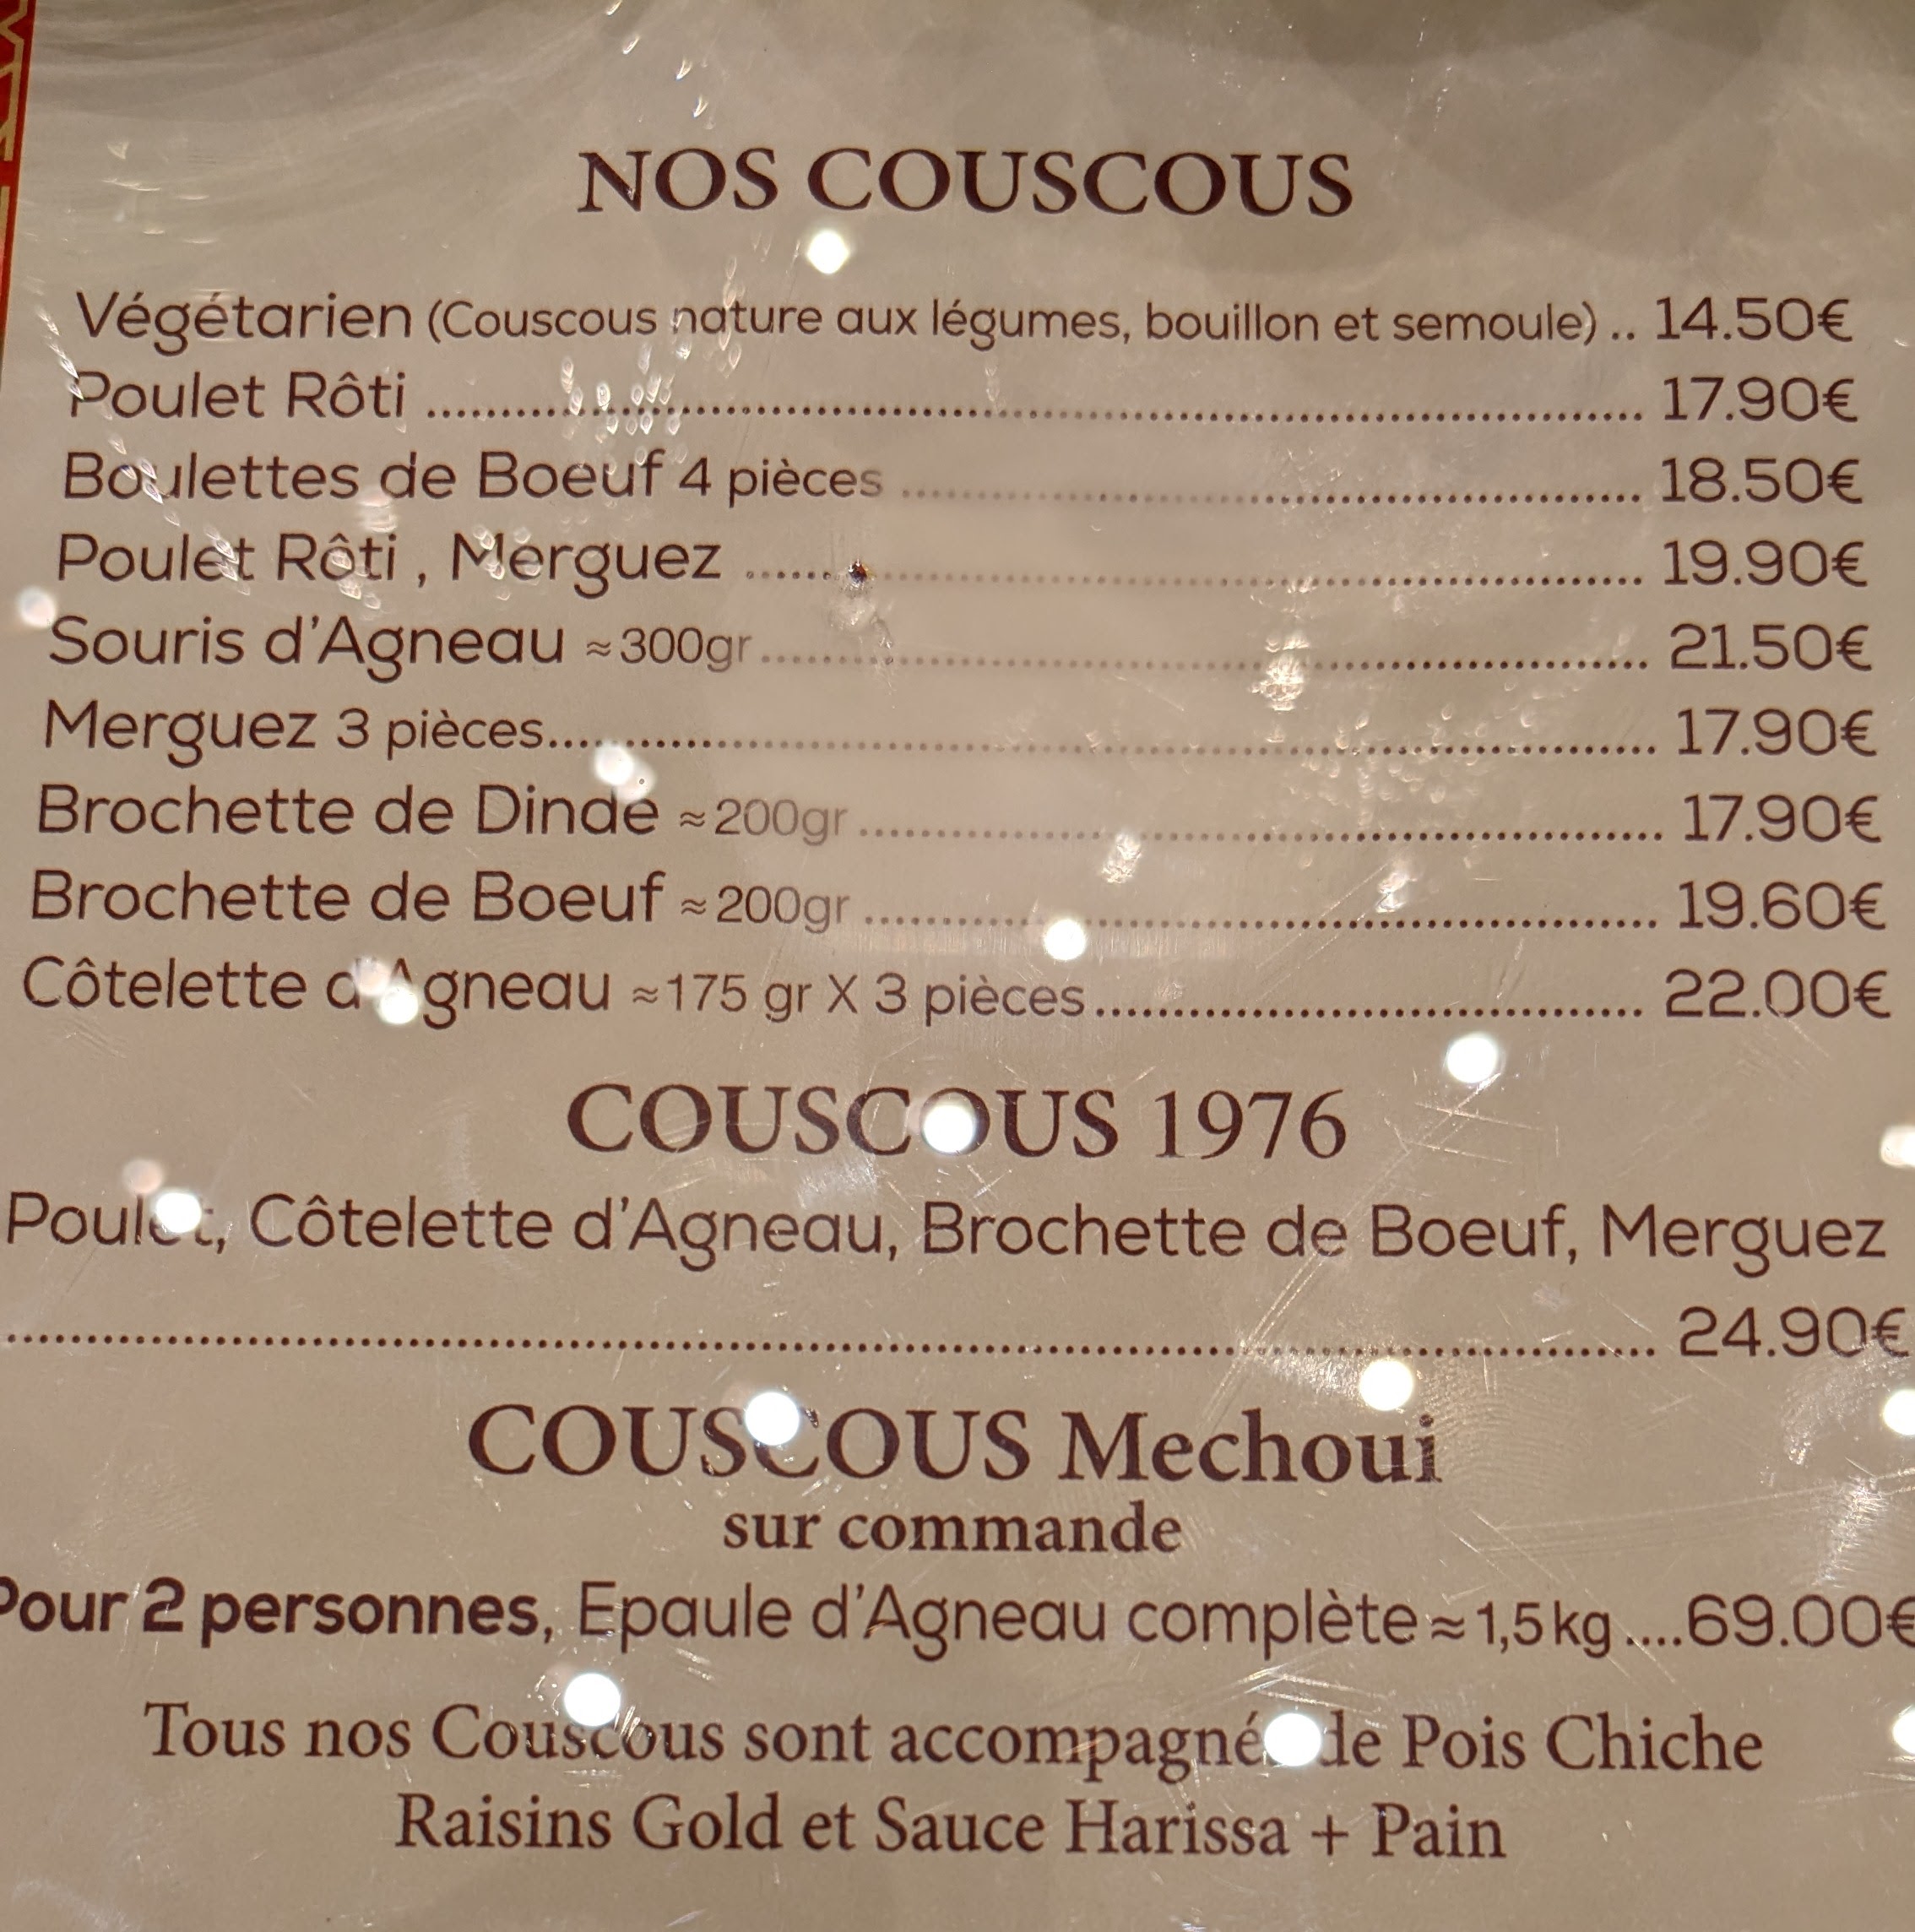 NOS COUSCOUS
Végétarien (Couscous nature aux légumes, bouillon et semoule) .. 14.50€
Poulet Rôti ........ 17.90€
Boulettes de Boeuf 4 pièces ........ 18.50€
Poulet Rôti , Merguez ........ 19.90€
Souris d'Agneau ≈300gr ........ 21.50€
Merguez 3 pièces ........ 17.90€
Brochette de Dinde ≈200gr ........ 17.90€
Brochette de Boeuf ≈200gr ........ 19.60€
Côtelette d'Agneau ≈175 gr X 3 pièces ........ 22.00€
COUSCOUS 1976
Poulet, Côtelette d'Agneau, Brochette de Boeuf, Merguez
........ 24.90€
COUSCOUS Mechoui
sur commande
Pour 2 personnes, Epaule d'Agneau complète ≈ 1,5 kg ....69.00€
Tous nos Couscous sont accompagnés de Pois Chiche
Raisins Gold et Sauce Harissa + Pain